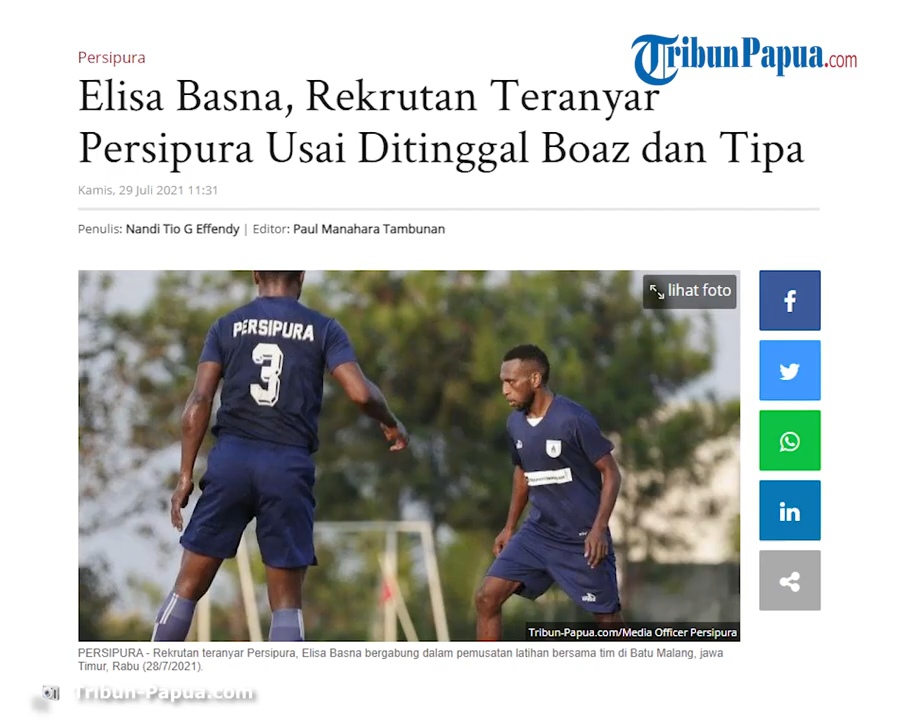 TribunPapua.com
Persipura
Elisa Basna, Rekrutan Teranyar
Persipura Usai Ditinggal Boaz dan Tipa
Kamis, 29 Juli 2021 11:31
Penulis: Nandi Tio G Effendy | Editor: Paul Manahara Tambunan
lihat foto
PERSIPURA
3
Tribun-Papua.com/Media Officer Persipura
PERSIPURA - Rekrutan teranyar Persipura, Elisa Basna bergabung dalam pemusatan latihan bersama tim di Batu Malang, jawa
Timur, Rabu (28/7/2021).
Tribun-Papua.com